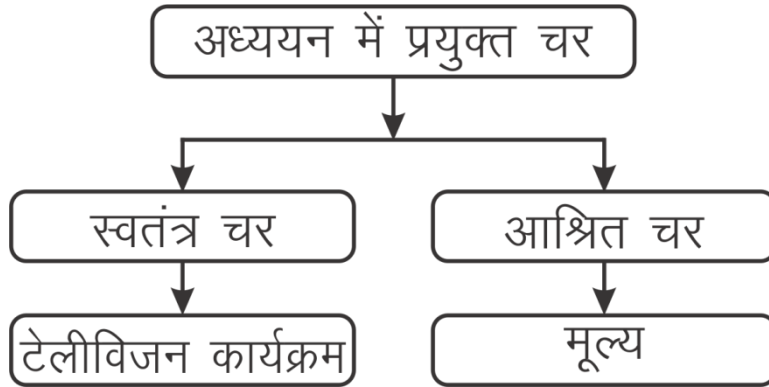 अध्ययन में प्रयुक्त चर
स्वतंत्र चर
आश्रित चर
टेलीविजन कार्यक्रम
मूल्य